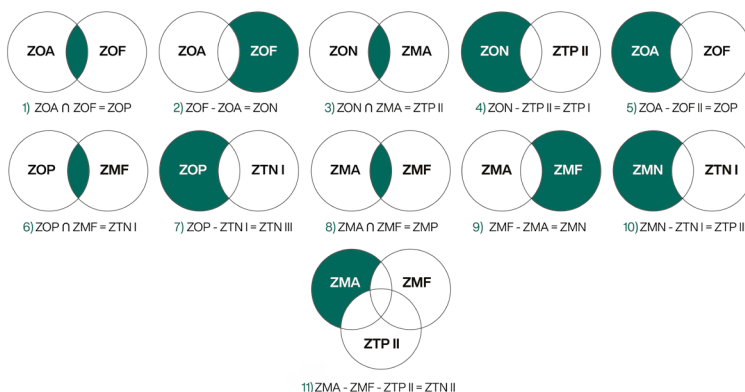 ZOA ZOF
1) ZOA ∩ ZOF = ZOP
ZOA ZOF
2) ZOF - ZOA = ZON
ZON ZMA
3) ZON ∩ ZMA = ZTP II
ZON ZTP II
4) ZON - ZTP II = ZTP I
ZOA ZOF
5) ZOA - ZOF II = ZOP
ZOP ZMF
6) ZOP ∩ ZMF = ZTN I
ZOP ZTN I
7) ZOP - ZTN I = ZTN III
ZMA ZMF
8) ZMA ∩ ZMF = ZMP
ZMA ZMF
9) ZMF - ZMA = ZMN
ZMN ZTN I
10) ZMN - ZTN I = ZTP II
ZMA ZMF
ZTP II
11) ZMA - ZMF - ZTP II = ZTN II